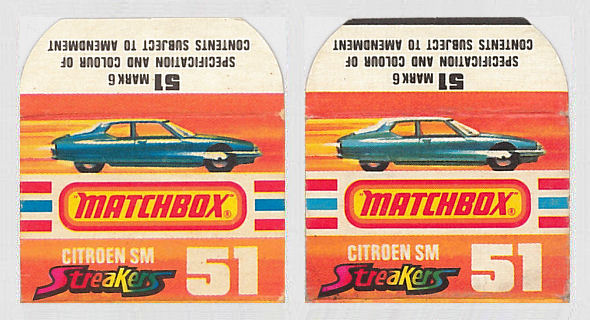 SPECIFICATION AND COLOUR OF
CONTENTS SUBJECT TO AMENDMENT
51 MARK 6
"MATCHBOX"®
CITROEN SM
Streakers
51
SPECIFICATION AND COLOUR OF
CONTENTS SUBJECT TO AMENDMENT
51 MARK 6
"MATCHBOX"®
CITROEN SM
Streakers
51